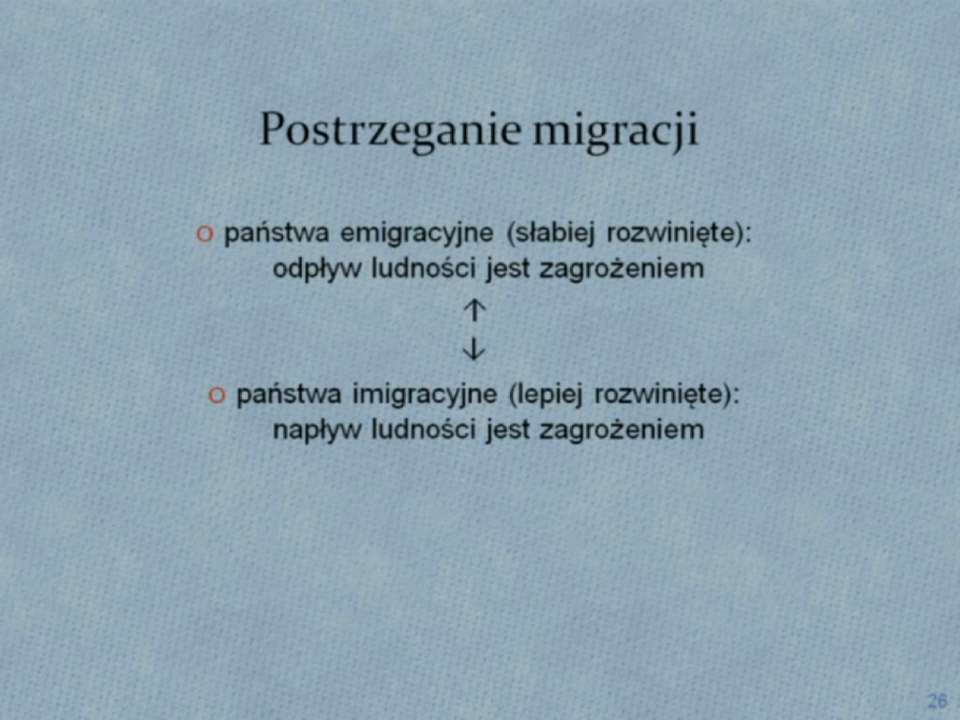 Postrzeganie migracji
o państwa emigracyjne (słabiej rozwinięte):
odpływ ludności jest zagrożeniem
↑
↓
o państwa imigracyjne (lepiej rozwinięte):
napływ ludności jest zagrożeniem
26